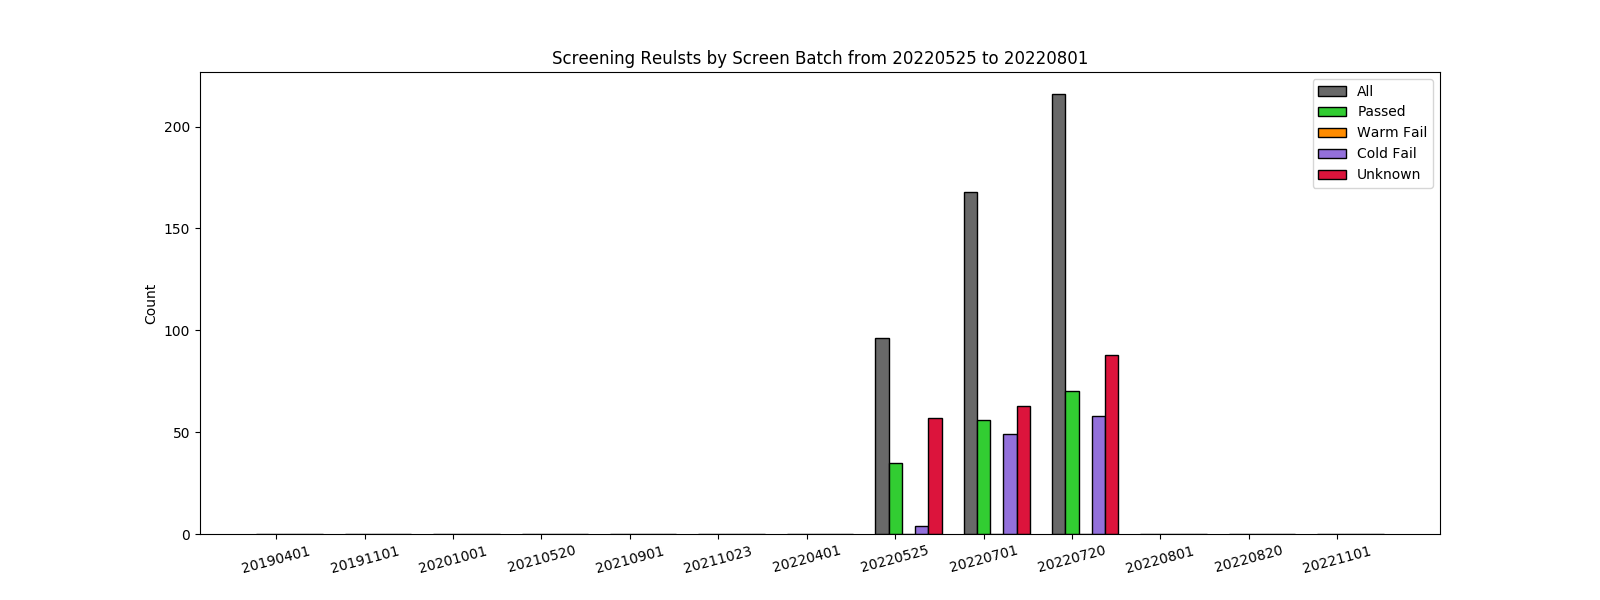 Screening Reulsts by Screen Batch from 20220525 to 20220801
All
Passed
Warm Fail
Cold Fail
Unknown
Count
200
150
100
50
0
20190401 20191101 20201001 20210520 20210901 20211023 20220401 20220525 20220701 20220720 20220801 20220820 20221101